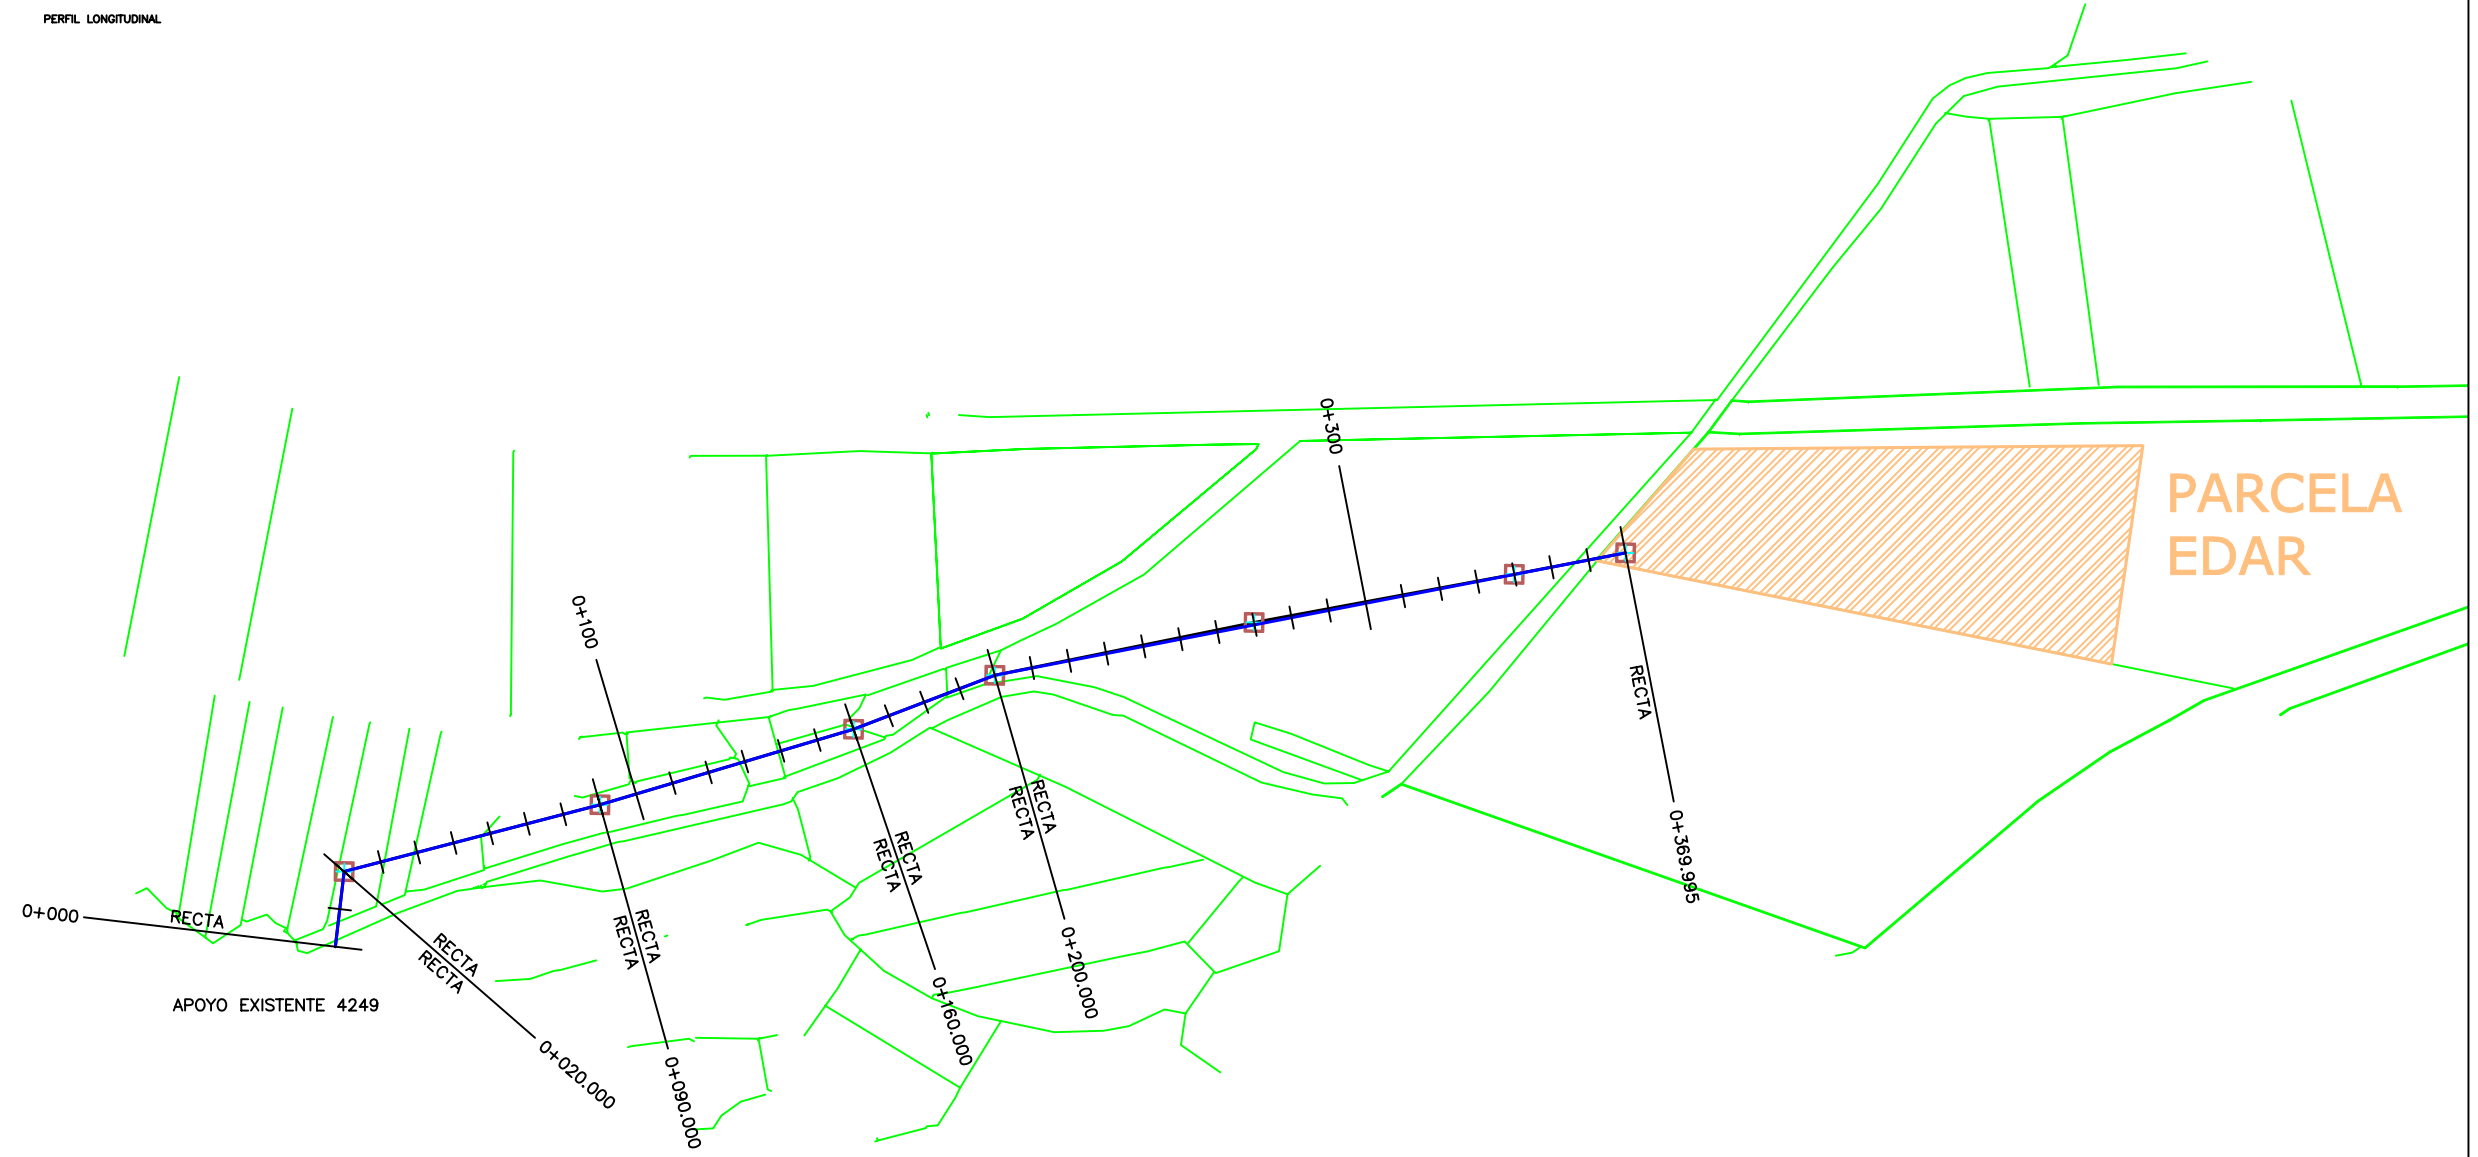 PERFIL LONGITUDINAL
0+300
PARCELA
EDAR
0+100
RECTA
RECTA
RECTA
0+369.995
RECTA
RECTA
0+000
RECTA
RECTA
RECTA
RECTA
RECTA
0+200.000
APOYO EXISTENTE 4249
0+160.000
0+020.000
0+090.000